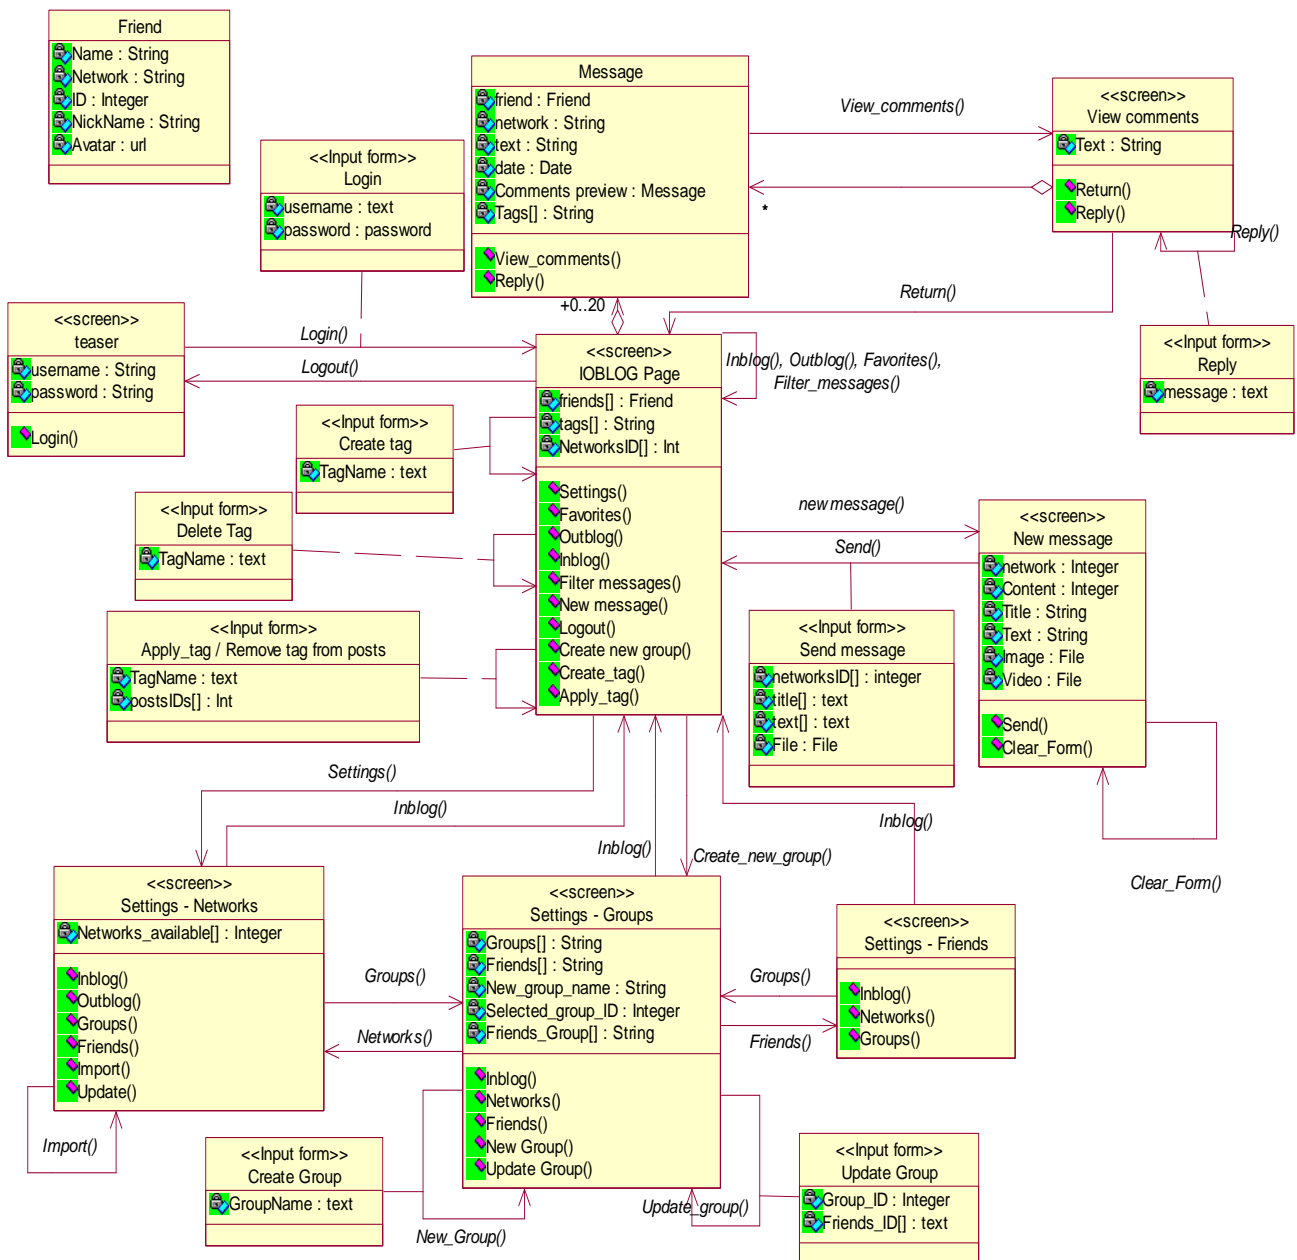 Friend
Name : String
Network : String
ID : Integer
NickName : String
Avatar : url
<<Input form>>
Login
username : text
password : password
Message
friend : Friend
network : String
text : String
date : Date
Comments preview : Message
Tags[] : String
View_comments()
Reply()
View_comments()
*
<<screen>>
View comments
Text : String
Return()
Reply()
Reply()
Return()
+0..20
<<Input form>>
Reply
message : text
<<screen>>
teaser
username : String
password : String
Login()
Login()
Logout()
<<screen>>
IOBLOG Page
friends[] : Friend
tags[] : String
NetworksID[] : Int
Settings()
Favorites()
Outblog()
Inblog()
Filter messages()
New message()
Logout()
Create new group()
Create_tag()
Apply_tag()
Inblog(), Outblog(), Favorites(),
Filter_messages()
<<Input form>>
Create tag
TagName : text
<<Input form>>
Delete Tag
TagName : text
<<Input form>>
Apply_tag / Remove tag from posts
TagName : text
postsIDs[] : Int
new message()
Send()
<<screen>>
New message
network : Integer
Content : Integer
Title : String
Text : String
Image : File
Video : File
Send()
Clear_Form()
Clear_Form()
<<Input form>>
Send message
networksID[] : integer
title[] : text
text[] : text
File : File
Settings()
Inblog()
Inblog()
Create_new_group()
Inblog()
<<screen>>
Settings - Networks
Networks_available[] : Integer
Inblog()
Outblog()
Groups()
Friends()
Import()
Update()
Import()
Groups()
Networks()
<<screen>>
Settings - Groups
Groups[] : String
Friends[] : String
New_group_name : String
Selected_group_ID : Integer
Friends_Group[] : String
Inblog()
Networks()
Friends()
New Group()
Update Group()
Groups()
Friends()
<<screen>>
Settings - Friends
Inblog()
Networks()
Groups()
<<Input form>>
Create Group
GroupName : text
New_Group()
Update_group()
<<Input form>>
Update Group
Group_ID : Integer
Friends_ID[] : text